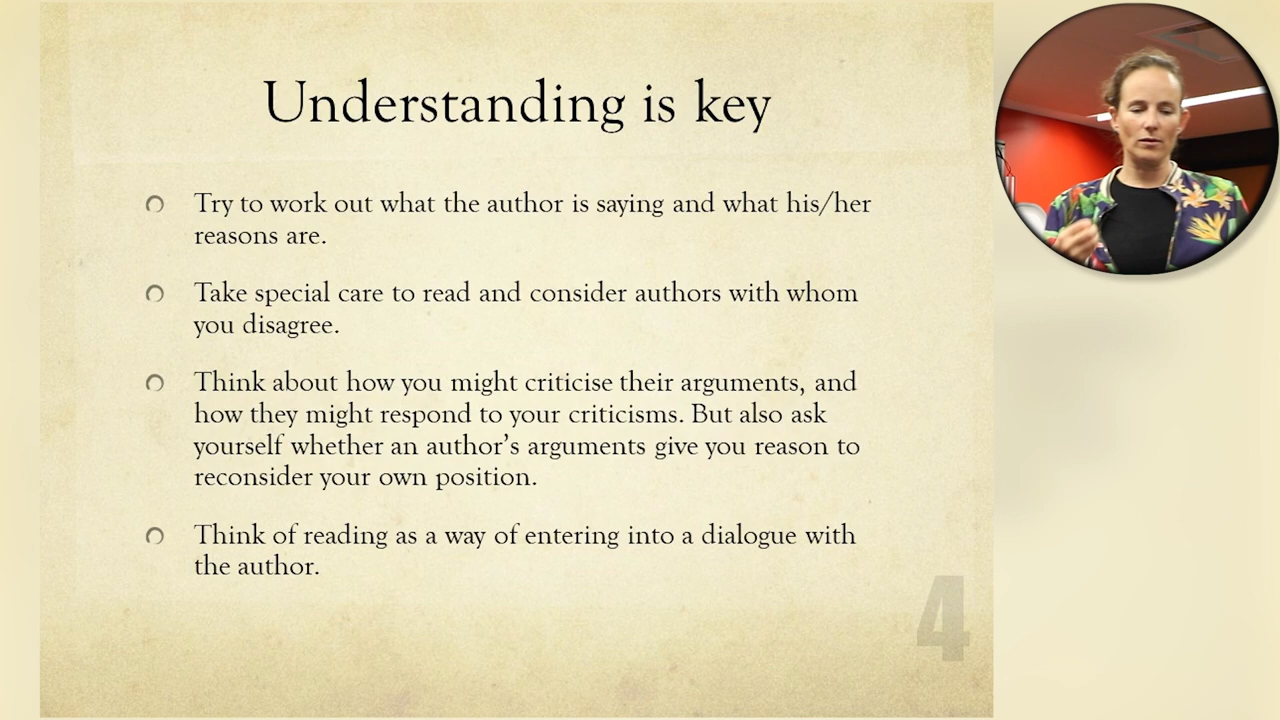 Understanding is key
Try to work out what the author is saying and what his/her
reasons are.
Take special care to read and consider authors with whom
you disagree.
Think about how you might criticise their arguments, and
how they might respond to your criticisms. But also ask
yourself whether an author's arguments give you reason to
reconsider your own position.
Think of reading as a way of entering into a dialogue with
the author.
4